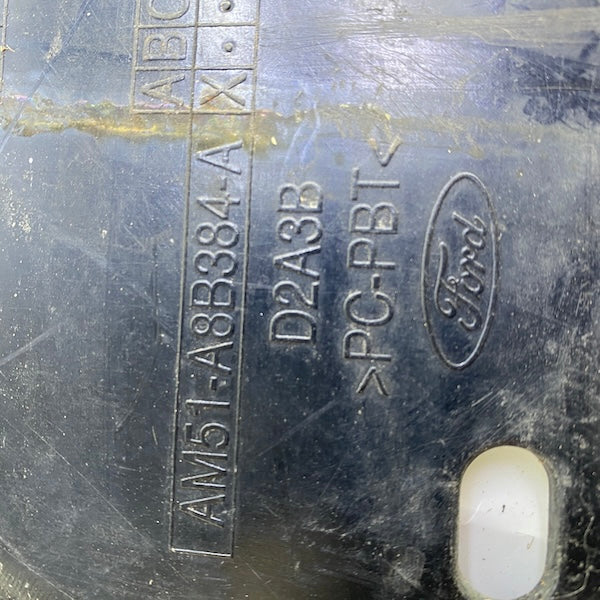 ABC
X..
AM51-A8B384-A
D2A3B
>PC-PBT<
Ford